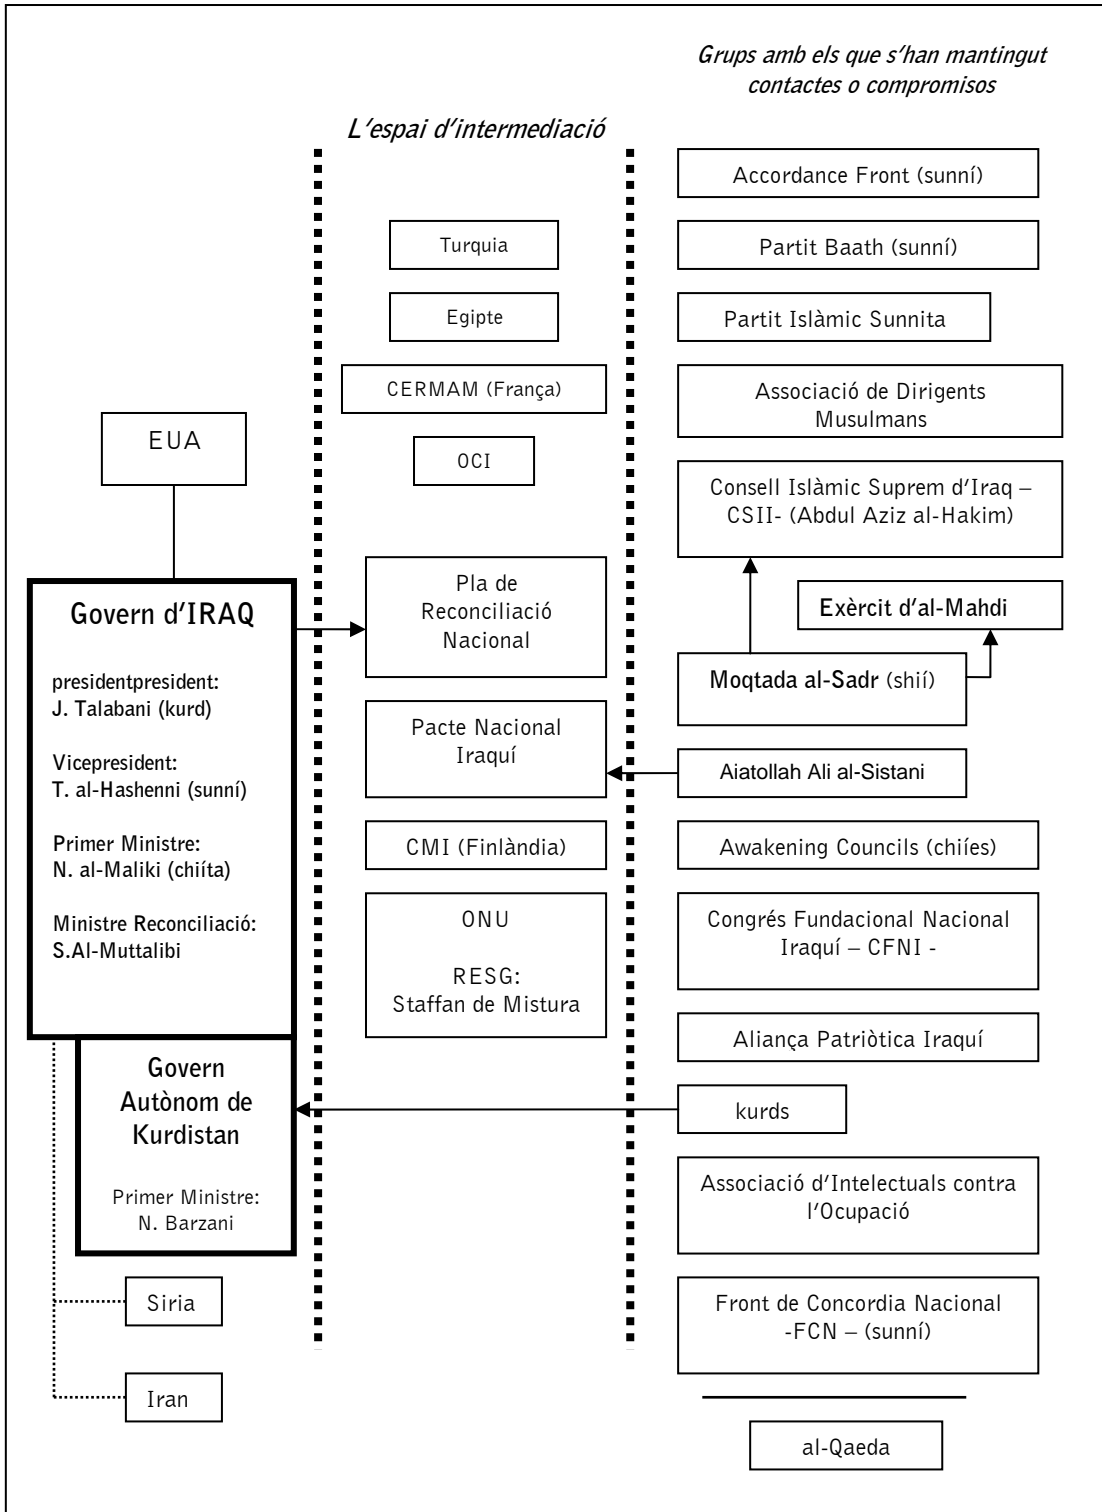 Grups amb els que s'han mantingut
contactes o compromisos
L'espai d'intermediació
EUA
Govern d'IRAQ
presidentpresident:
J. Talabani (kurd)
Vicepresident:
T. al-Hashenni (sunní)
Primer Ministre:
N. al-Maliki (chiíta)
Ministre Reconciliació:
S.Al-Muttalibi
Govern
Autònom de
Kurdistan
Primer Ministre:
N. Barzani
Siria
Iran
Turquia
Egipte
CERMAM (França)
OCI
Pla de
Reconciliació
Nacional
Pacte Nacional
Iraquí
CMI (Finlàndia)
ONU
RESG:
Staffan de Mistura
Accordance Front (sunní)
Partit Baath (sunní)
Partit Islàmic Sunnita
Associació de Dirigents
Musulmans
Consell Islàmic Suprem d'Iraq –
CSII- (Abdul Aziz al-Hakim)
Exèrcit d'al-Mahdi
Moqtada al-Sadr (shií)
Aiatollah Ali al-Sistani
Awakening Councils (chiíes)
Congrés Fundacional Nacional
Iraquí – CFNI -
Aliança Patriòtica Iraquí
kurds
Associació d'Intelectuals contra
l'Ocupació
Front de Concordia Nacional
-FCN – (sunní)
al-Qaeda